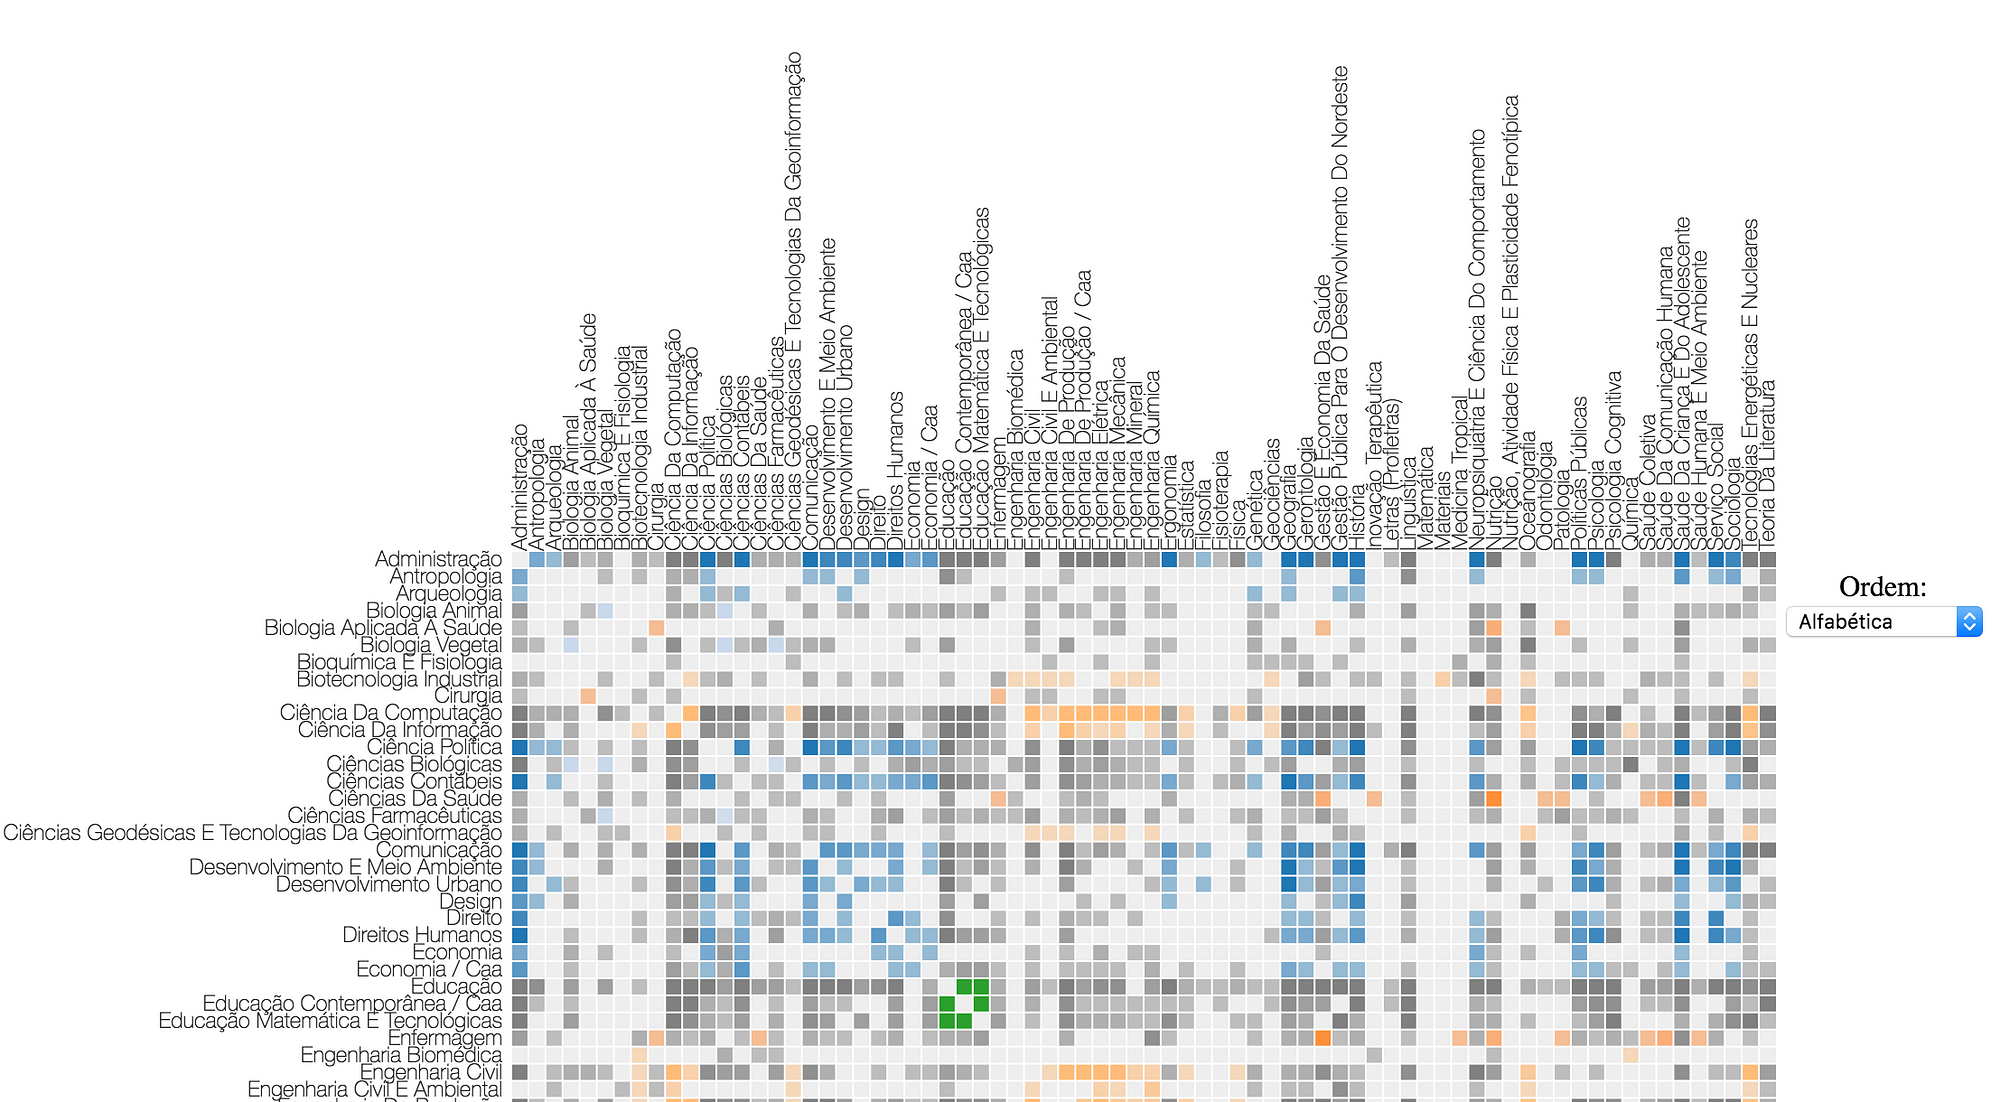 Administração
Antropologia
Arqueologia
Biologia Animal
Biologia Aplicada À Saúde
Biologia Vegetal
Bioquímica E Fisiologia
Biotecnologia Industrial
Cirurgia
Ciência Da Computação
Ciência Da Informação
Ciência Política
Ciências Biológicas
Ciências Contábeis
Ciências Da Saúde
Ciências Farmacêuticas
Ciências Geodésicas E Tecnologias Da Geoinformação
Comunicação
Desenvolvimento E Meio Ambiente
Desenvolvimento Urbano
Design
Direito
Direitos Humanos
Economia
Economia / Caa
Educação
Educação Contemporânea / Caa
Educação Matemática E Tecnológicas
Enfermagem
Engenharia Biomédica
Engenharia Civil
Engenharia Civil E Ambiental
Engenharia De Produção
Engenharia De Produção / Caa
Engenharia Elétrica
Engenharia Mecânica
Engenharia Mineral
Engenharia Química
Ergonomia
Estatística
Filosofia
Fisioterapia
Física
Genética
Geociências
Geografia
Gerontologia
Gestão E Economia Da Saúde
Gestão Pública Para O Desenvolvimento Do Nordeste
História
Inovação Terapêutica
Letras (Profletras)
Linguística
Matemática
Materiais
Medicina Tropical
Neuropsiquiatria E Ciência Do Comportamento
Nutrição
Nutrição, Atividade Física E Plasticidade Fenotípica
Oceanografia
Odontologia
Patologia
Políticas Públicas
Psicologia
Psicologia Cognitiva
Química
Saúde Coletiva
Saúde Da Comunicação Humana
Saúde Da Criança E Do Adolescente
Saúde Humana E Meio Ambiente
Serviço Social
Sociologia
Tecnologias Energéticas E Nucleares
Teoria Da Literatura
Administração
Antropologia
Arqueologia
Biologia Animal
Biologia Aplicada À Saúde
Biologia Vegetal
Bioquímica E Fisiologia
Biotecnologia Industrial
Cirurgia
Ciência Da Computação
Ciência Da Informação
Ciência Política
Ciências Biológicas
Ciências Contábeis
Ciências Da Saúde
Ciências Farmacêuticas
Ciências Geodésicas E Tecnologias Da Geoinformação
Comunicação
Desenvolvimento E Meio Ambiente
Desenvolvimento Urbano
Design
Direito
Direitos Humanos
Economia
Economia / Caa
Educação
Educação Contemporânea / Caa
Educação Matemática E Tecnológicas
Enfermagem
Engenharia Biomédica
Engenharia Civil
Engenharia Civil E Ambiental
Ordem:
Alfabética